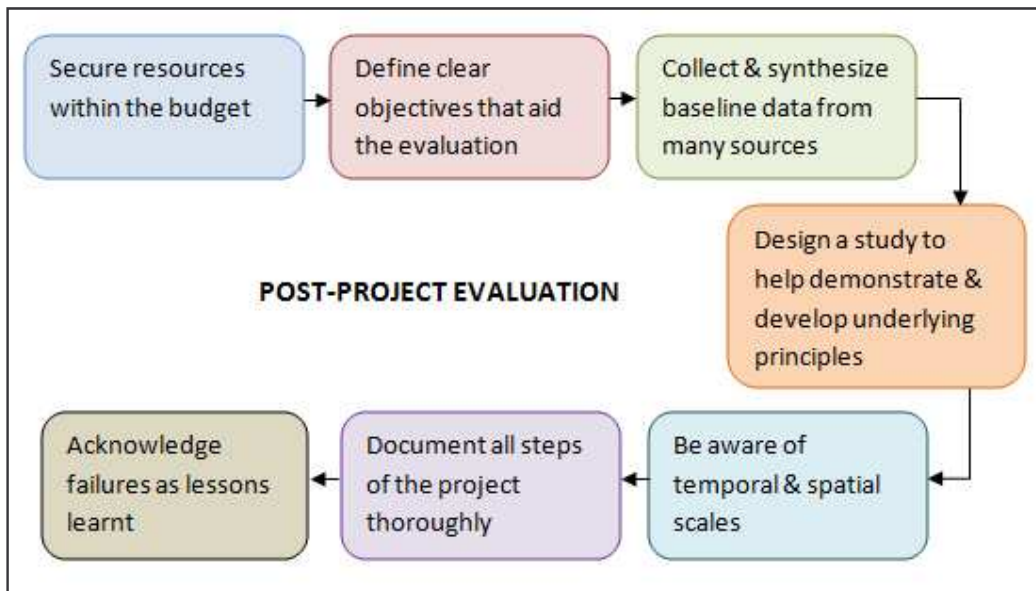 Secure resources
within the budget
Define clear
objectives that aid
the evaluation
Collect & synthesize
baseline data from
many sources
Design a study to
help demonstrate &
develop underlying
principles
POST-PROJECT EVALUATION
Be aware of
temporal & spatial
scales
Document all steps
of the project
thoroughly
Acknowledge
failures as lessons
learnt